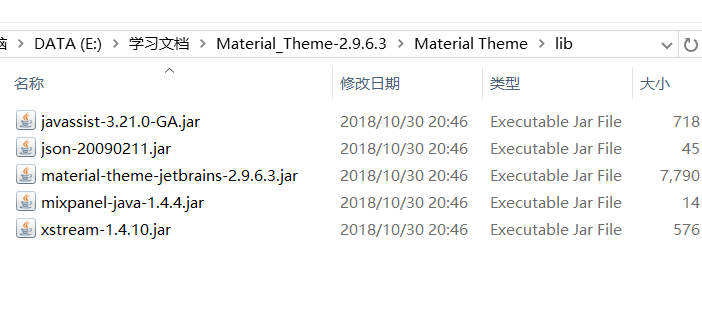 脑 > DATA (E:) > 学习文档 > Material_Theme-2.9.6.3 > Material Theme > lib
名称 修改日期 类型 大小
javassist-3.21.0-GA.jar 2018/10/30 20:46 Executable Jar File 718
json-20090211.jar 2018/10/30 20:46 Executable Jar File 45
material-theme-jetbrains-2.9.6.3.jar 2018/10/30 20:46 Executable Jar File 7,790
mixpanel-java-1.4.4.jar 2018/10/30 20:46 Executable Jar File 14
xstream-1.4.10.jar 2018/10/30 20:46 Executable Jar File 576